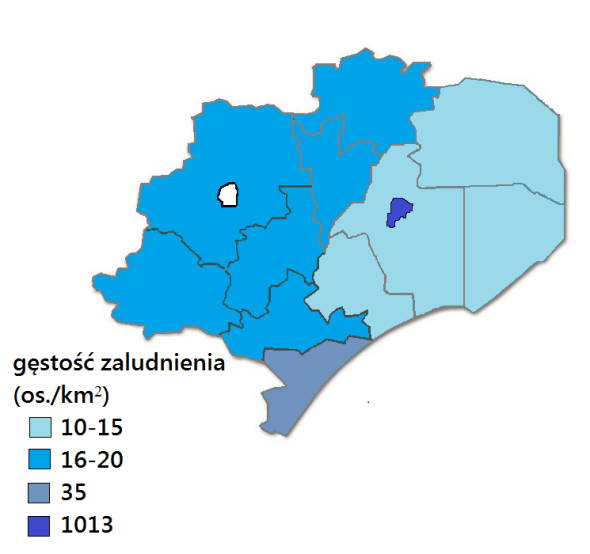 gęstość zaludnienia
(os./km²)
10-15
16-20
35
1013